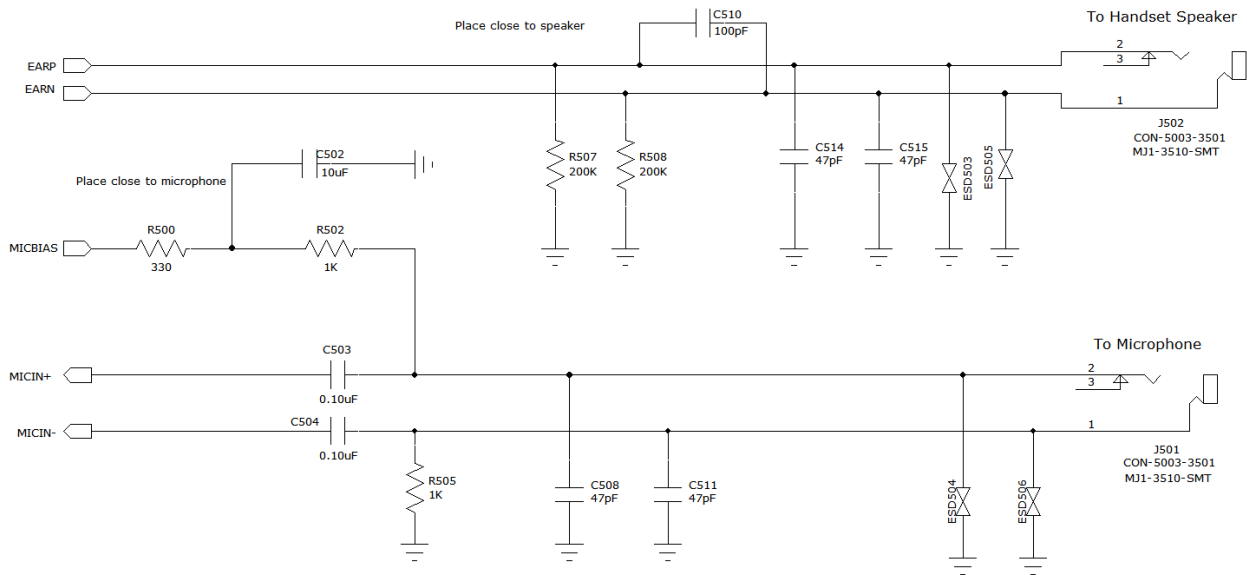 C510
To Handset Speaker
Place close to speaker
100pF
2
3
EARP
EARN
1
J502
CON-5003-3501
MJ1-3510-SMT
C502
10uF
Place close to microphone
R507
200K
R508
200K
C514
47pF
C515
47pF
ESD503
ESD505
R500
R502
MICBIAS
330
1K
To Microphone
C503
2
MICIN+
3
0.10uF
C504
MICIN-
1
0.10uF
J501
CON-5003-3501
MJ1-3510-SMT
R505
1K
C508
47pF
C511
47pF
ESD504
ESD506